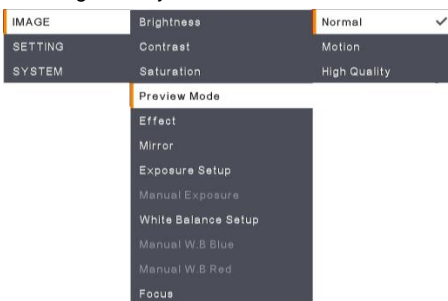 IMAGE
SETTING
SYSTEM
Brightness
Contrast
Saturation
Preview Mode
Effect
Mirror
Exposure Setup
Manual Exposure
White Balance Setup
Manual W.B Blue
Manual W.B Red
Focus
Normal
Motion
High Quality